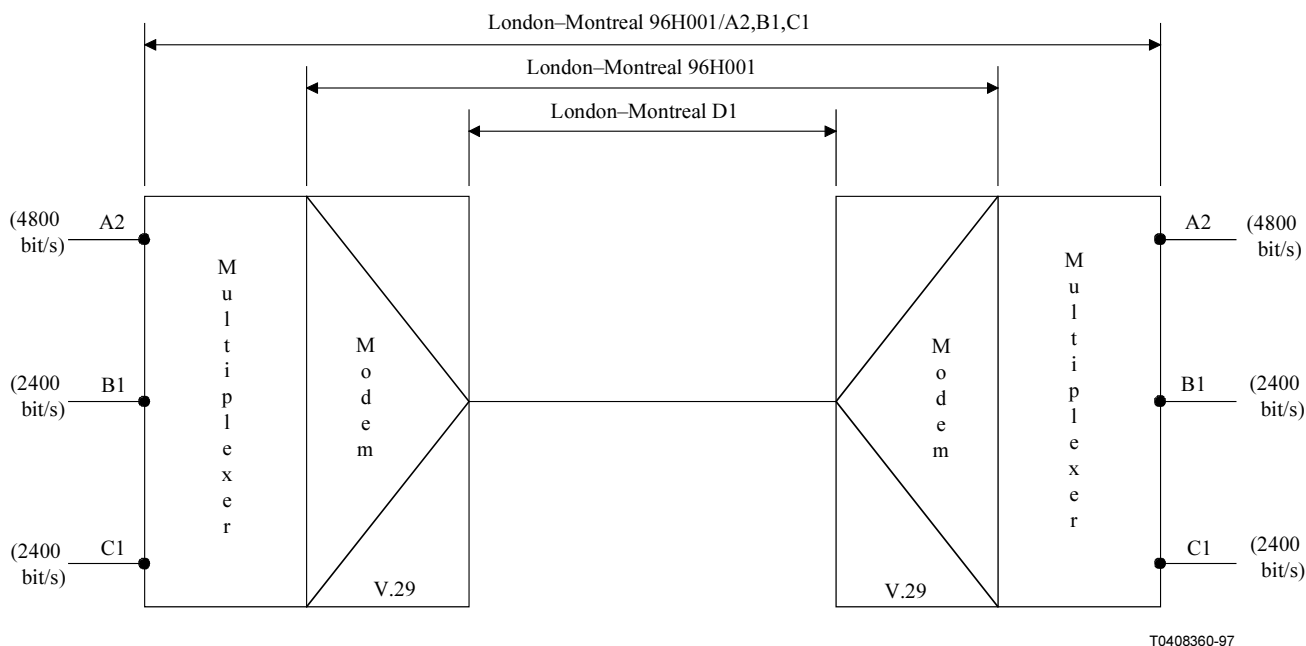 London–Montreal 96H001/A2,B1,C1
London–Montreal 96H001
London–Montreal D1
(4800
bit/s)
A2
Multiplexer
Modem
V.29
(2400
bit/s)
B1
(2400
bit/s)
C1
Modem
V.29
Multiplexer
A2
(4800
bit/s)
B1
(2400
bit/s)
C1
(2400
bit/s)
T0408360-97